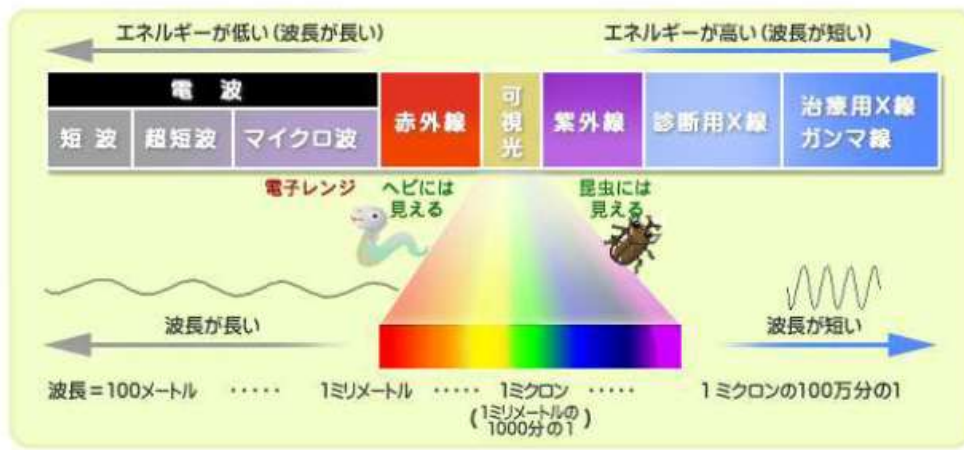 エネルギーが低い(波長が長い)
エネルギーが高い(波長が短い)
電 波
短 波
超短波
マイクロ波
赤外線
可視光
紫外線
診断用X線
治療用X線
ガンマ線
電子レンジ
ヘビには
見える
昆虫には
見える
波長が長い
波長が短い
波長=100メートル ‥‥‥ 1ミリメートル ‥‥‥ 1ミクロン ‥‥‥ 1ミクロンの100万分の1
(1ミリメートルの
1000分の1)